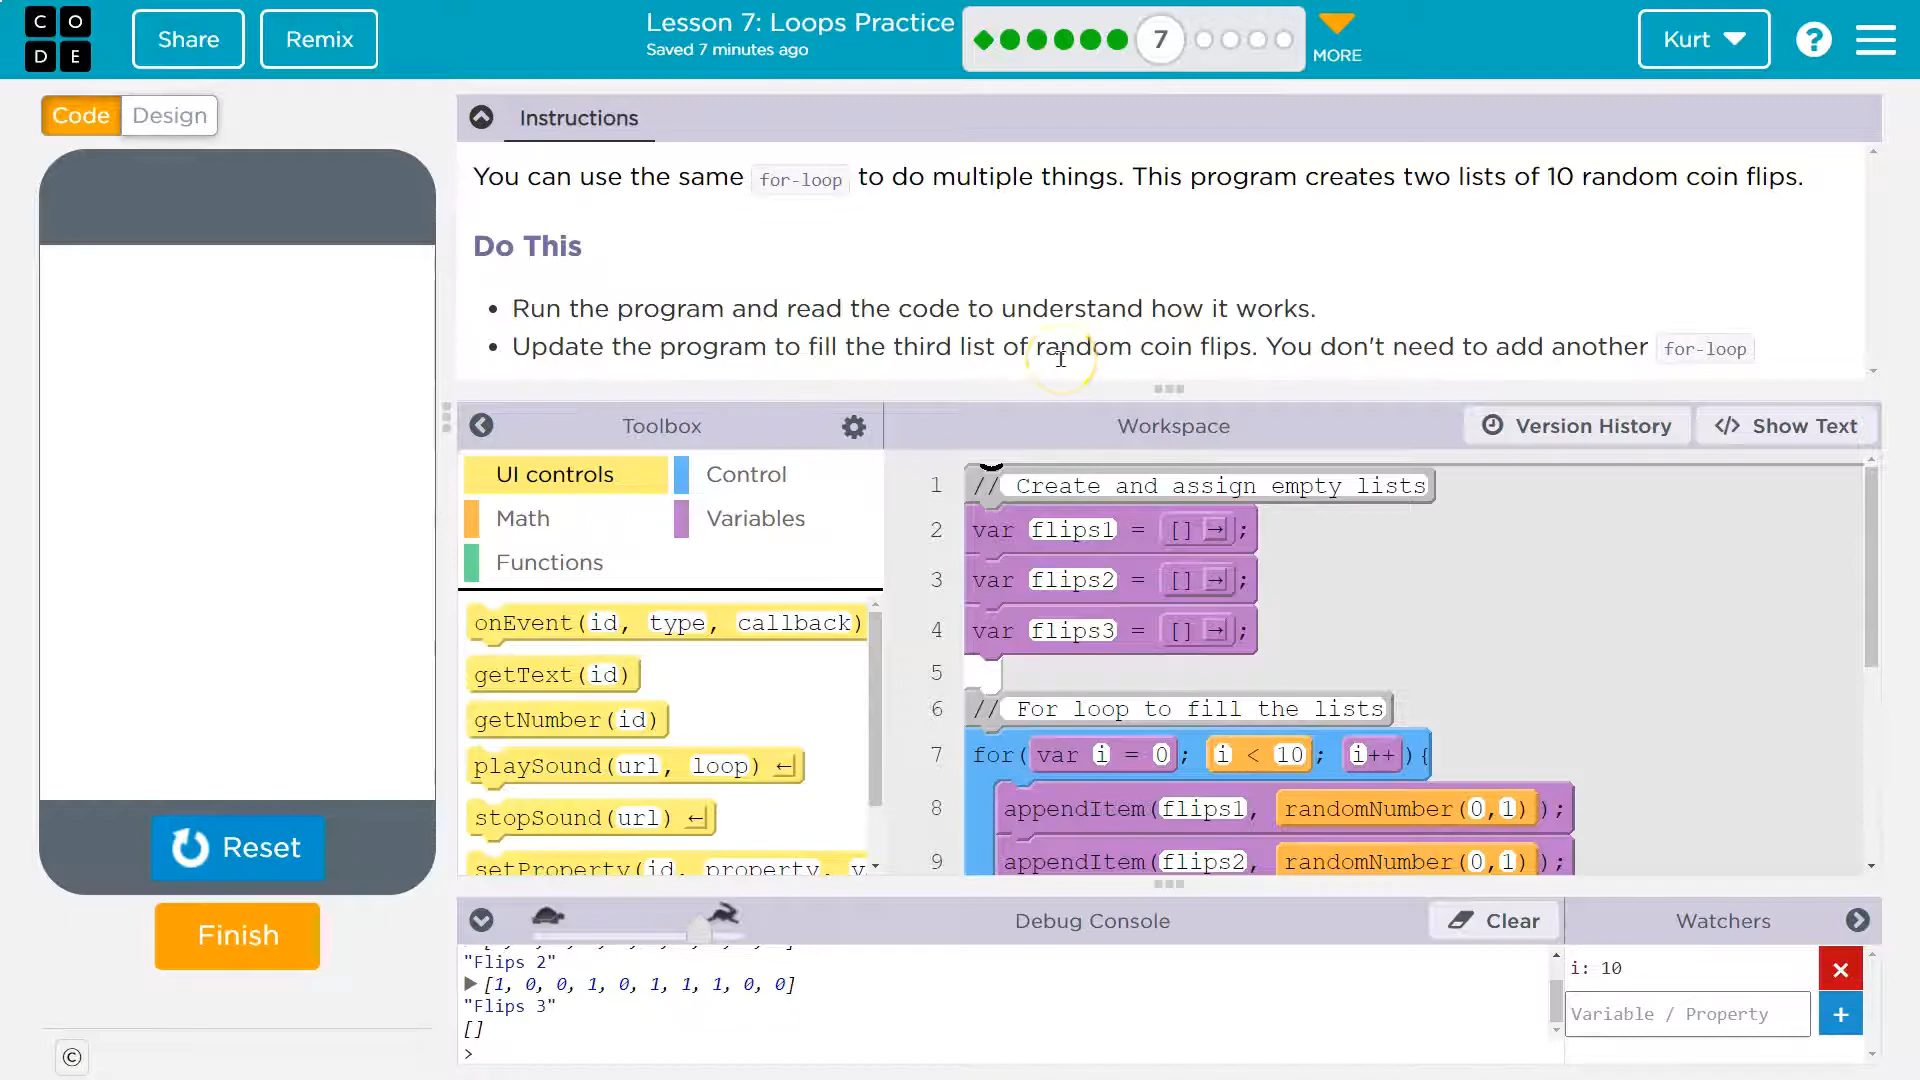 CO
DE
Share
Remix
Lesson 7: Loops Practice
Saved 7 minutes ago
7
MORE
Kurt
?
Code
Design
Instructions
You can use the same for-loop to do multiple things. This program creates two lists of 10 random coin flips.
Do This
• Run the program and read the code to understand how it works.
• Update the program to fill the third list of random coin flips. You don't need to add another for-loop
Toolbox
Workspace
Version History
</> Show Text
UI controls
Control
Math
Variables
Functions
onEvent(id, type, callback)
getText(id)
getNumber(id)
playSound(url, loop) ←
stopSound(url) ←
setProperty(id, property, v
1 // Create and assign empty lists
2 var flips1 = [] → ;
3 var flips2 = [] → ;
4 var flips3 = [] → ;
5
6 // For loop to fill the lists
7 for(var i = 0; i < 10; i++){
8 appendItem(flips1, randomNumber(0,1));
9 appendItem(flips2, randomNumber(0,1));
Reset
Finish
©
Debug Console
Clear
Watchers
"Flips 2"
[1, 0, 0, 1, 0, 1, 1, 1, 0, 0]
"Flips 3"
[]
>
i: 10
Variable / Property